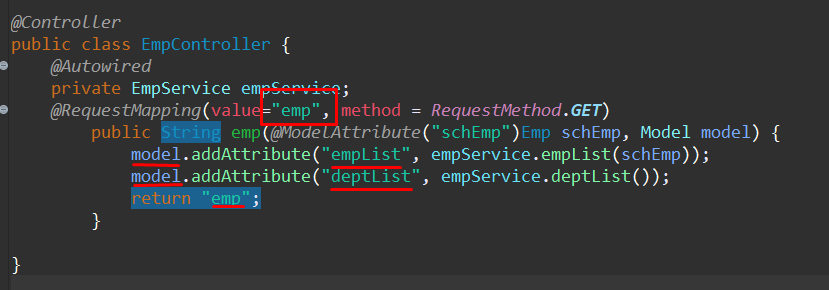 @Controller
public class EmpController {
@Autowired
private EmpService empService;
@RequestMapping(value="emp", method = RequestMethod.GET)
public String emp(@ModelAttribute("schEmp")Emp schEmp, Model model) {
model.addAttribute("empList", empService.empList(schEmp));
model.addAttribute("deptList", empService.deptList());
return "emp";
}
}